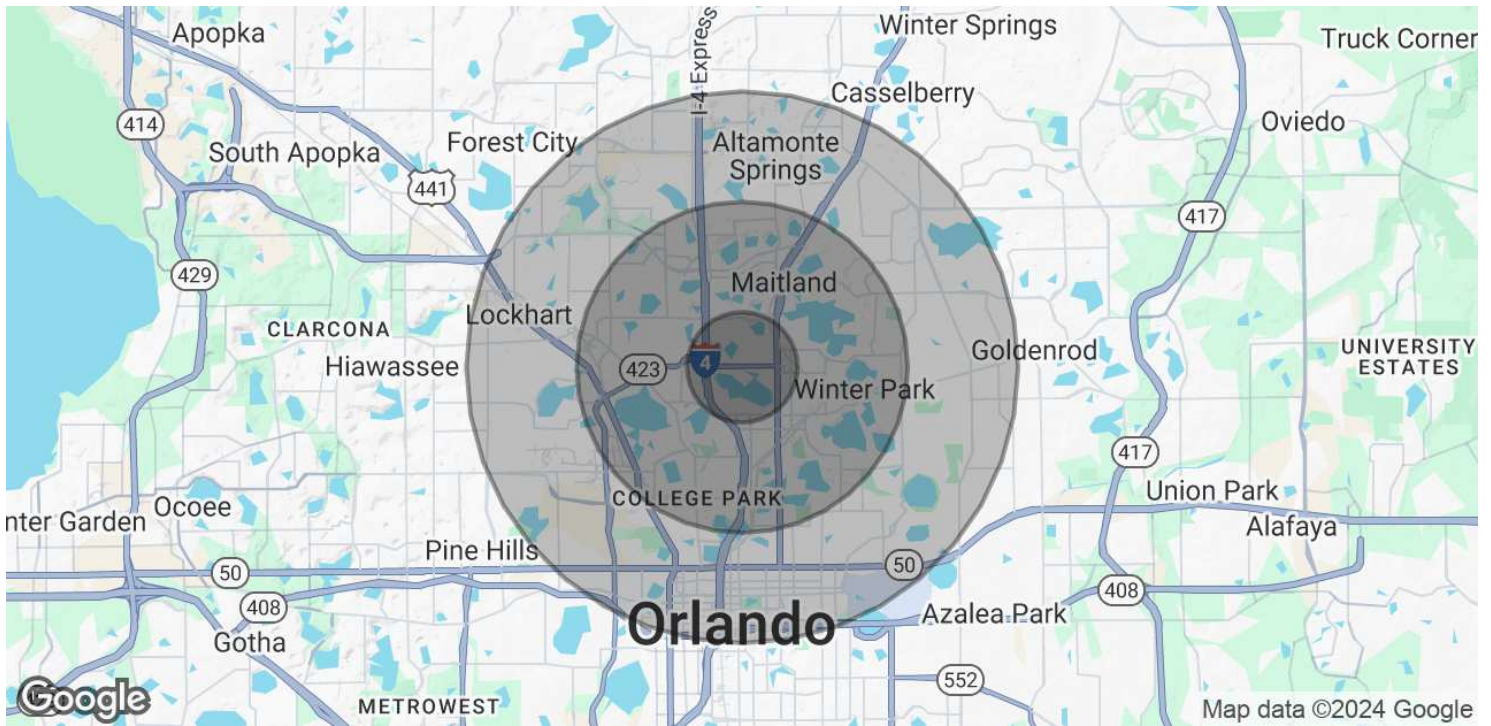 Apopka
I-4 Express
Winter Springs
Truck Corner
Casselberry
414
Forest City
Altamonte
Springs
Oviedo
South Apopka
441
417
429
Maitland
CLARCONA
Lockhart
Hiawassee
423
4
Goldenrod
UNIVERSITY
ESTATES
Winter Park
417
COLLEGE PARK
Union Park
nter Garden
Ocoee
Alafaya
Pine Hills
50
50
408
408
Orlando
Azalea Park
Gotha
552
METROWEST
Google
Map data ©2024 Google